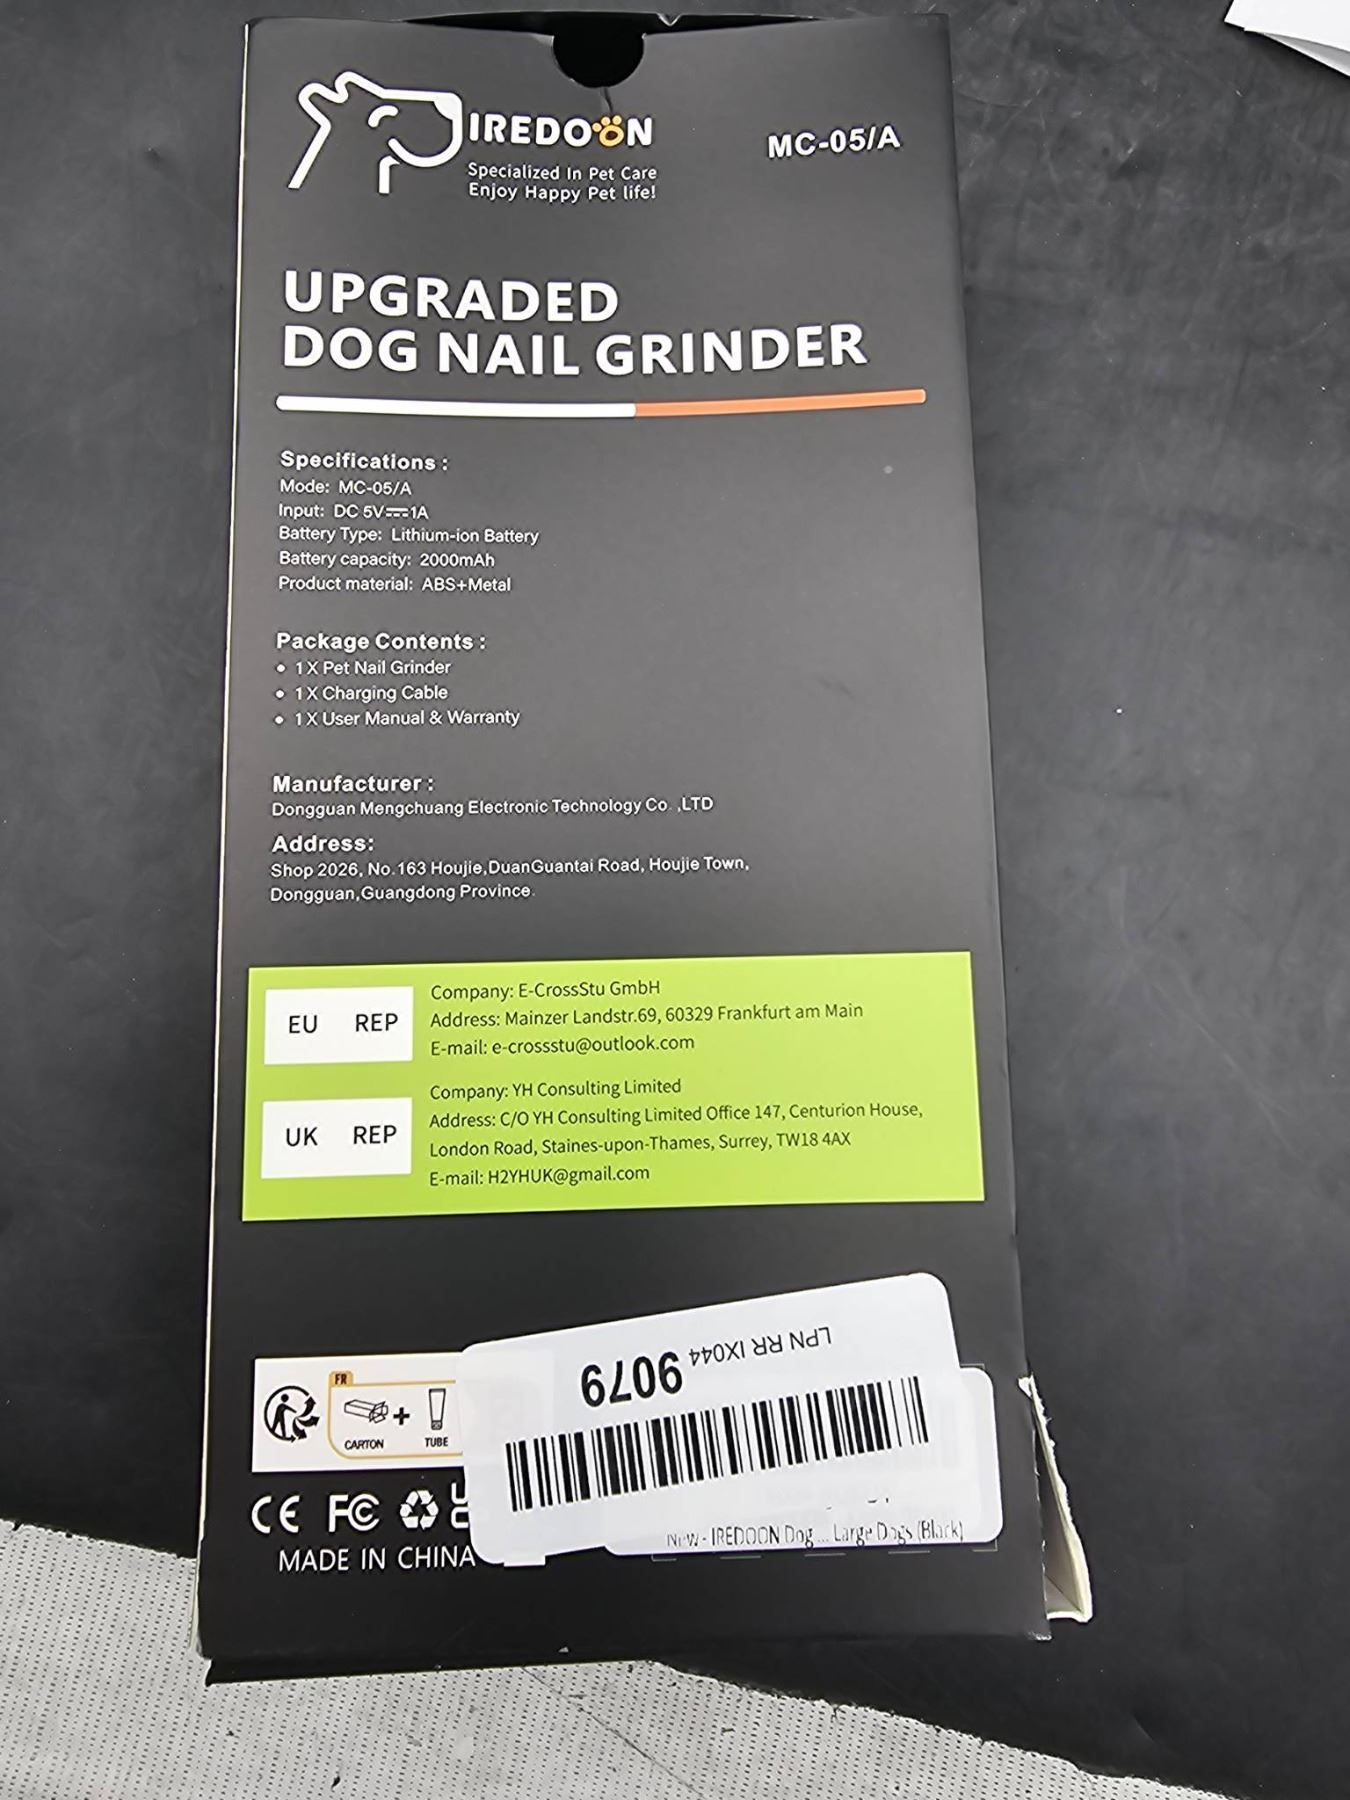 IREDOON
MC-05/A
Specialized In Pet Care
Enjoy Happy Pet life!
UPGRADED
DOG NAIL GRINDER
Specifications :
Mode: MC-05/A
Input: DC 5V⎓1A
Battery Type: Lithium-ion Battery
Battery capacity: 2000mAh
Product material: ABS+Metal
Package Contents :
• 1 X Pet Nail Grinder
• 1 X Charging Cable
• 1 X User Manual & Warranty
Manufacturer :
Dongguan Mengchuang Electronic Technology Co. ,LTD
Address:
Shop 2026, No.163 Houjie,DuanGuantai Road, Houjie Town,
Dongguan,Guangdong Province.
EU REP
Company: E-CrossStu GmbH
Address: Mainzer Landstr.69, 60329 Frankfurt am Main
E-mail: e-crossstu@outlook.com
UK REP
Company: YH Consulting Limited
Address: C/O YH Consulting Limited Office 147, Centurion House,
London Road, Staines-upon-Thames, Surrey, TW18 4AX
E-mail: H2YHUK@gmail.com
LPN RR IX044 9079
FR
CARTON + TUBE
CE FC
New - IREDOON Dog ... Large Dogs (Black)
MADE IN CHINA